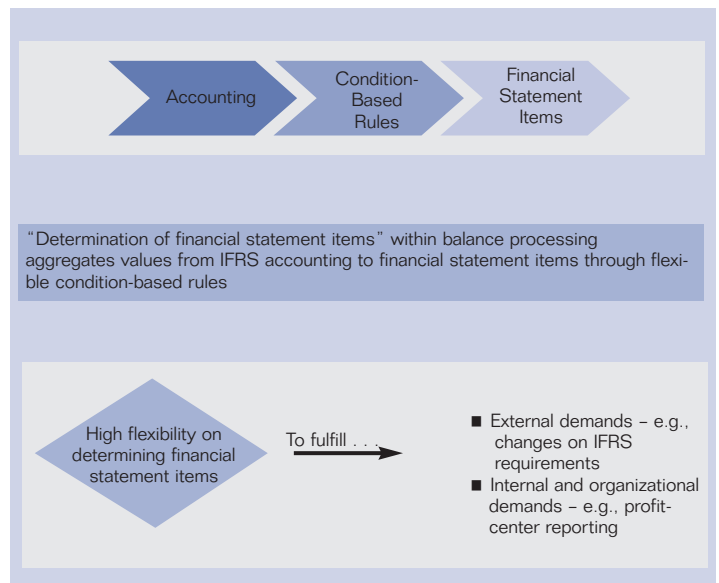 Accounting
Condition-
Based
Rules
Financial
Statement
Items
“Determination of financial statement items” within balance processing
aggregates values from IFRS accounting to financial statement items through flexi-
ble condition-based rules
High flexibility on
determining financial
statement items
To fulfill . . .
■ External demands – e.g.,
changes on IFRS
requirements
■ Internal and organizational
demands – e.g., profit-
center reporting